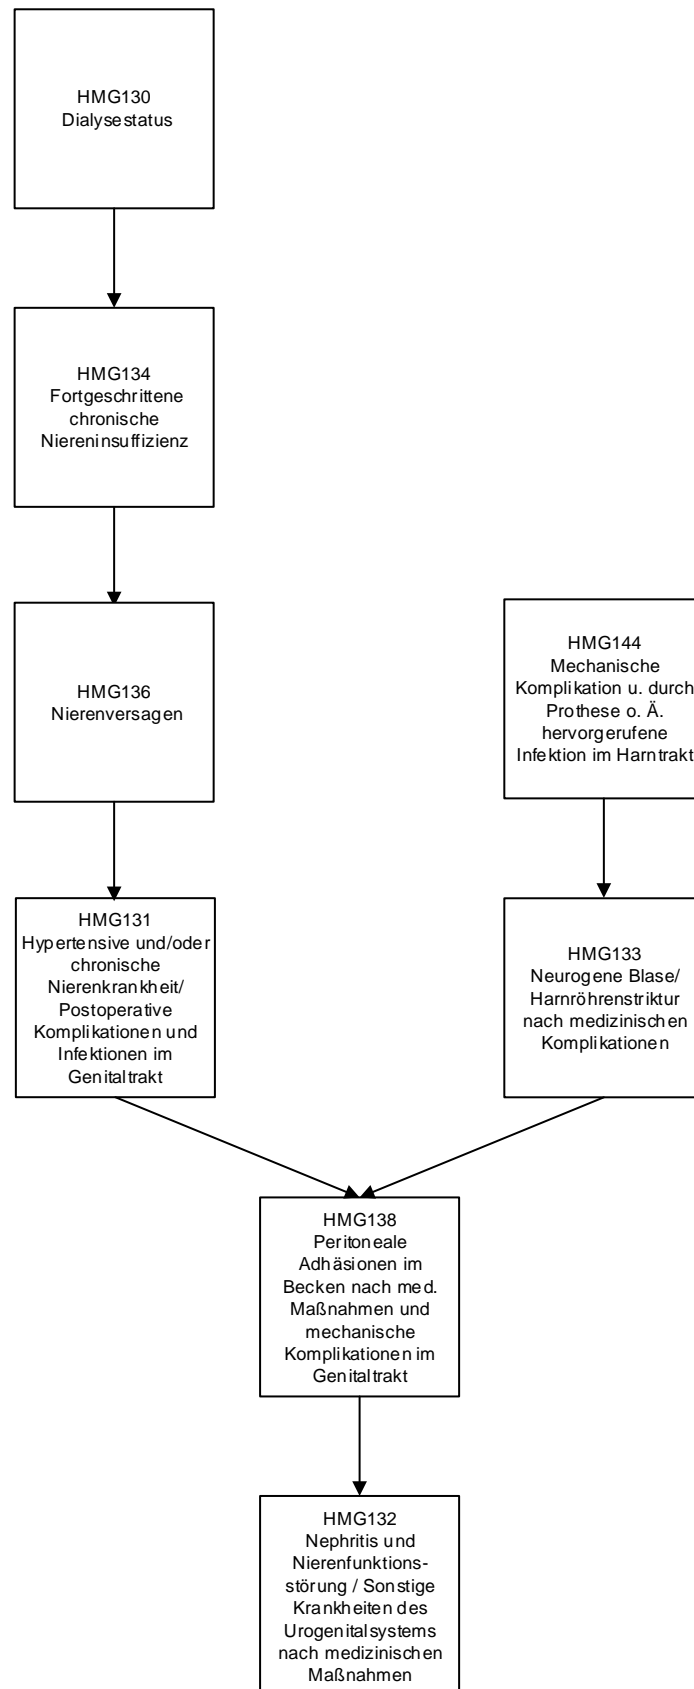 HMG130
Dialysestatus
HMG134
Fortgeschrittene
chronische
Niereninsuffizienz
HMG136
Nierenversagen
HMG144
Mechanische
Komplikation u. durch
Prothese o. Ä.
hervorgerufene
Infektion im Harntrakt
HMG131
Hypertensive und/oder
chronische
Nierenkrankheit/
Postoperative
Komplikationen und
Infektionen im
Genitaltrakt
HMG133
Neurogene Blase/
Harnröhrenstriktur
nach medizinischen
Komplikationen
HMG138
Peritoneale
Adhäsionen im
Becken nach med.
Maßnahmen und
mechanische
Komplikationen im
Genitaltrakt
HMG132
Nephritis und
Nierenfunktions-
störung / Sonstige
Krankheiten des
Urogenitalsystems
nach medizinischen
Maßnahmen